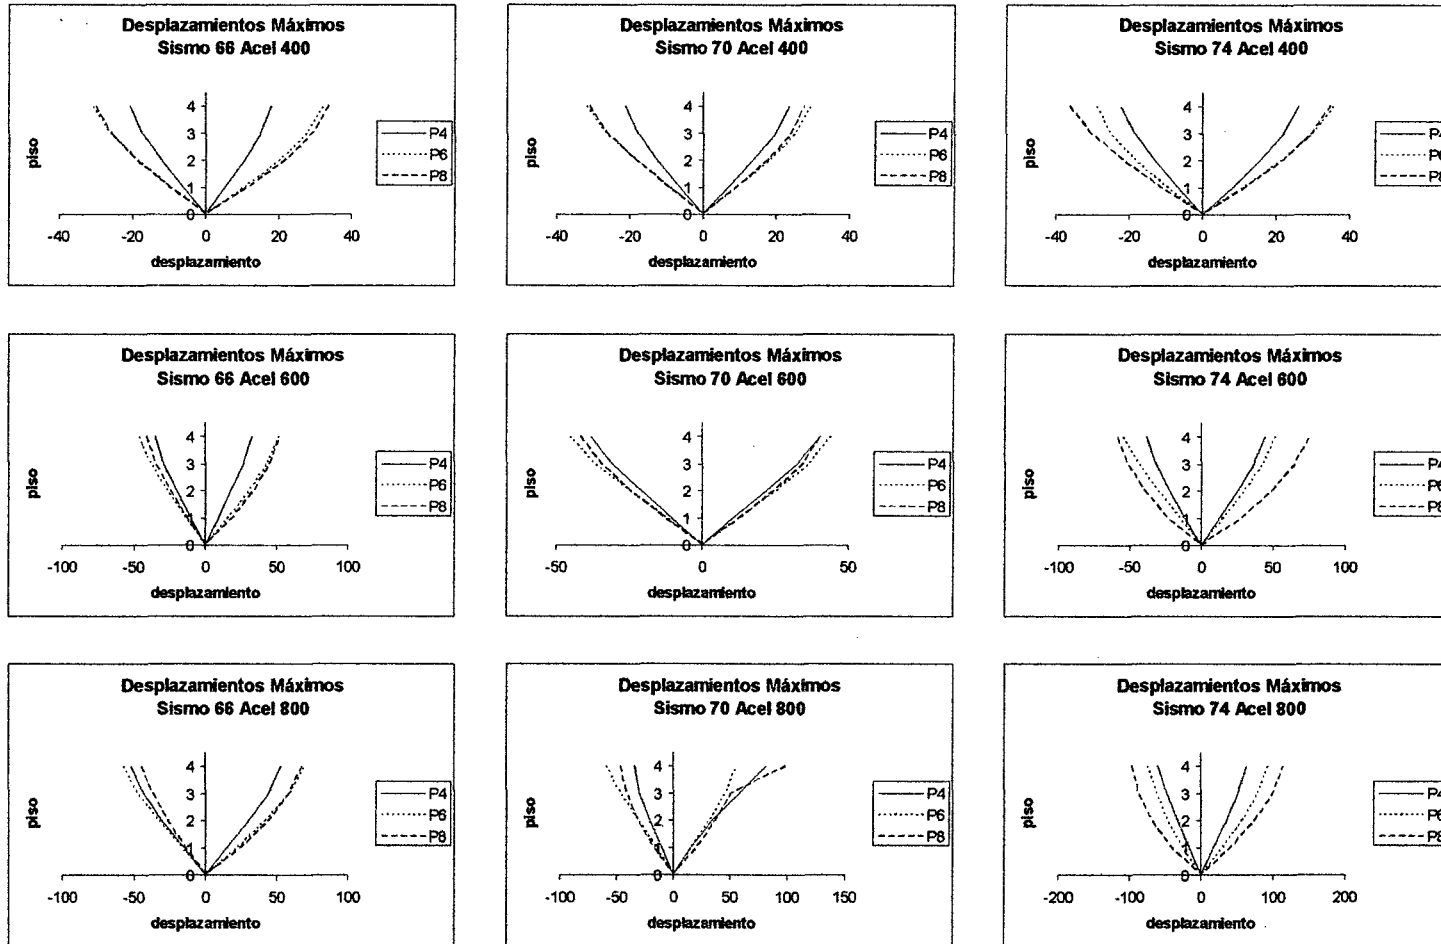 Desplazamientos Máximos
Sismo 66 Acel 400
piso
4
3
2
1
0
-40 -20 0 20 40
desplazamiento
P4
P6
P8
Desplazamientos Máximos
Sismo 70 Acel 400
piso
4
3
2
1
0
-40 -20 0 20 40
desplazamiento
P4
P6
P8
Desplazamientos Máximos
Sismo 74 Acel 400
piso
4
3
2
1
0
-40 -20 0 20 40
desplazamiento
P4
P6
P8
Desplazamientos Máximos
Sismo 66 Acel 600
piso
4
3
2
1
0
-100 -50 0 50 100
desplazamiento
P4
P6
P8
Desplazamientos Máximos
Sismo 70 Acel 600
piso
4
3
2
1
0
-50 0 50
desplazamiento
P4
P6
P8
Desplazamientos Máximos
Sismo 74 Acel 600
piso
4
3
2
1
0
-100 -50 0 50 100
desplazamiento
P4
P6
P8
Desplazamientos Máximos
Sismo 66 Acel 800
piso
4
3
2
1
0
-100 -50 0 50 100
desplazamiento
P4
P6
P8
Desplazamientos Máximos
Sismo 70 Acel 800
piso
4
3
2
1
0
-100 -50 0 50 100 150
desplazamiento
P4
P6
P8
Desplazamientos Máximos
Sismo 74 Acel 800
piso
4
3
2
1
0
-200 -100 0 100 200
desplazamiento
P4
P6
P8